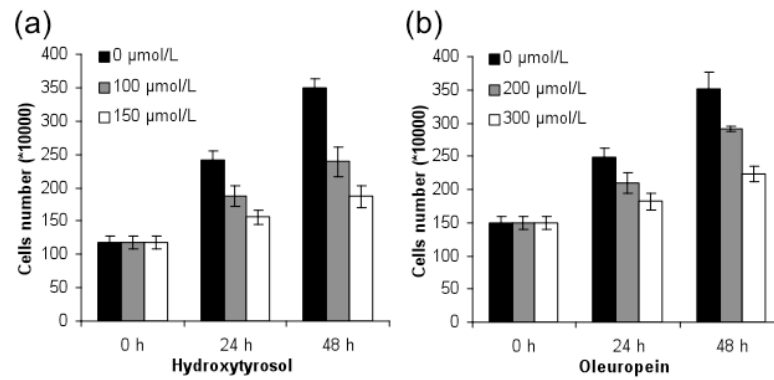 (a)
0 µmol/L
100 µmol/L
150 µmol/L
Cells number (*10000)
400
350
300
250
200
150
100
50
0
0 h
24 h
48 h
Hydroxytyrosol
(b)
0 µmol/L
200 µmol/L
300 µmol/L
Cells number (*10000)
400
350
300
250
200
150
100
50
0
0 h
24 h
48 h
Oleuropein